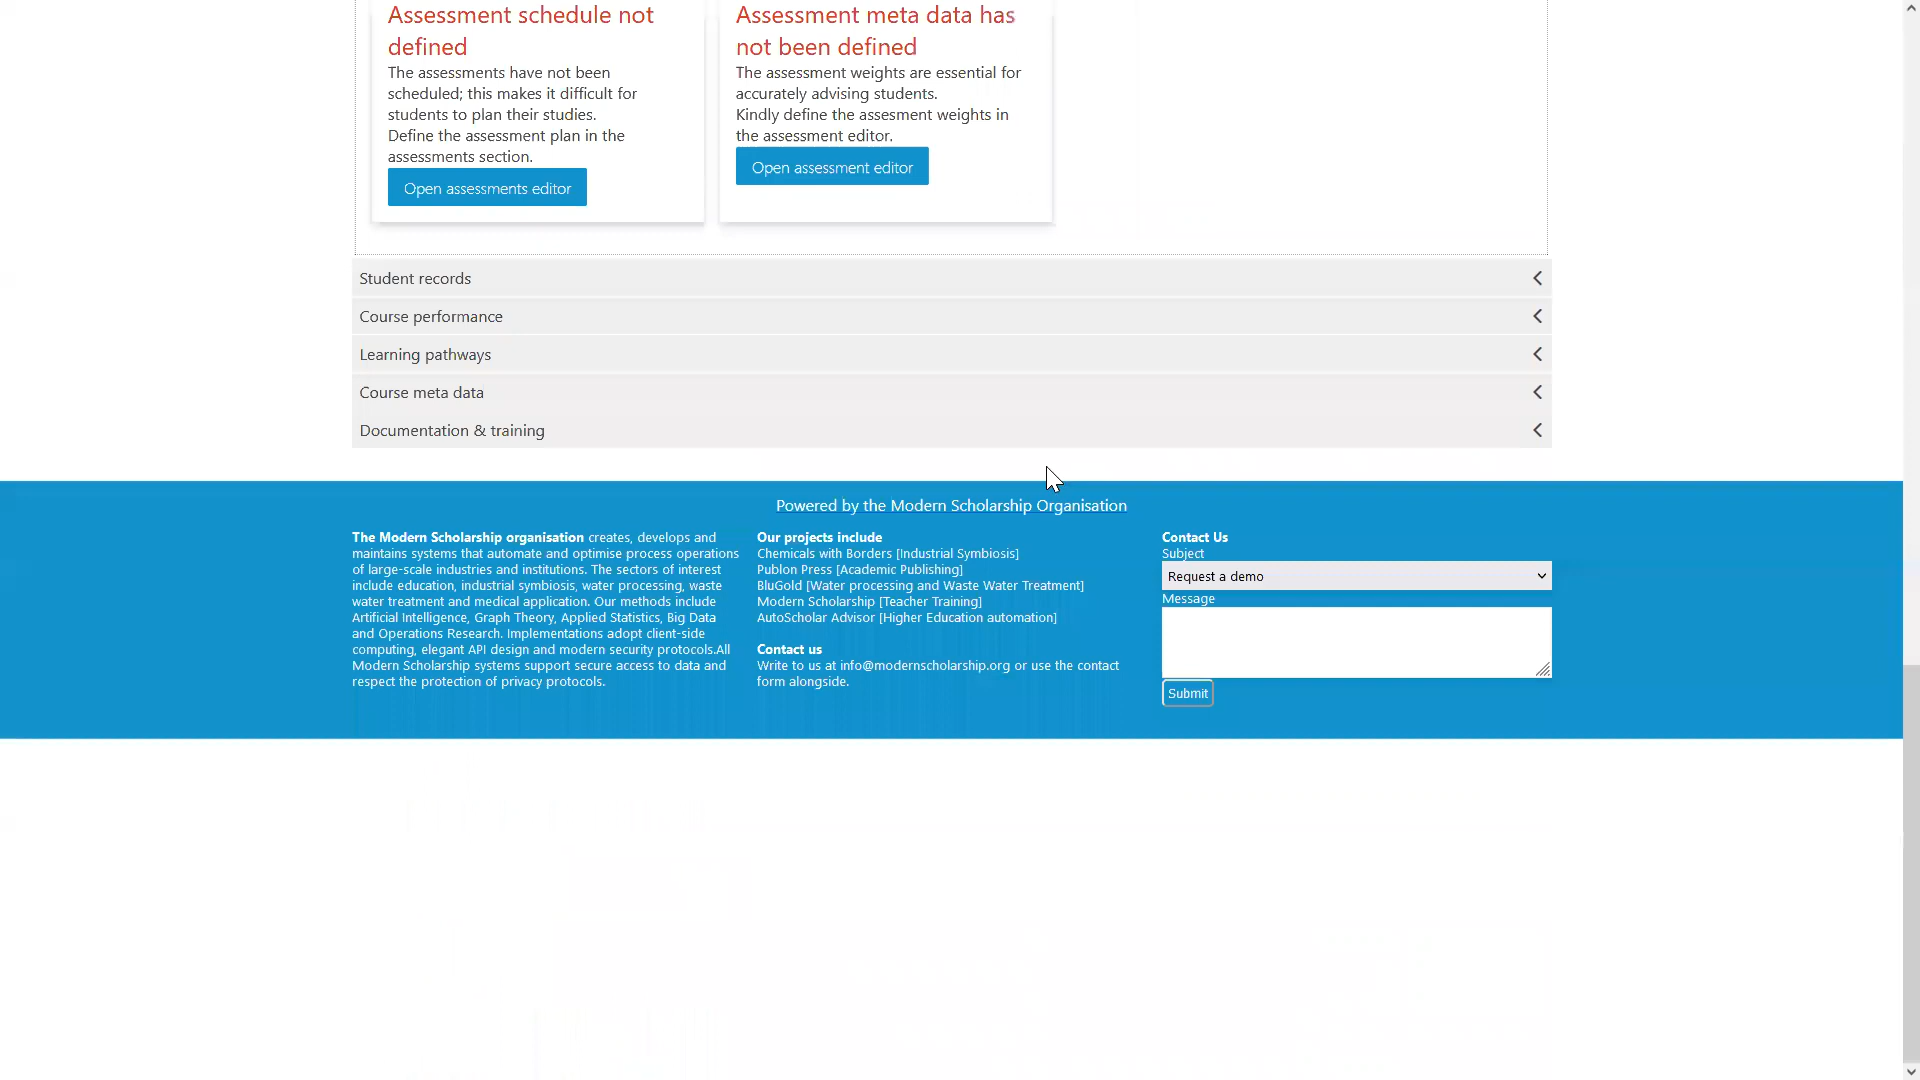 Assessment schedule not
defined
The assessments have not been
scheduled; this makes it difficult for
students to plan their studies.
Define the assessment plan in the
assessments section.
Open assessments editor
Assessment meta data has
not been defined
The assessment weights are essential for
accurately advising students.
Kindly define the assesment weights in
the assessment editor.
Open assessment editor
Student records
Course performance
Learning pathways
Course meta data
Documentation & training
Powered by the Modern Scholarship Organisation
The Modern Scholarship organisation creates, develops and
maintains systems that automate and optimise process operations
of large-scale industries and institutions. The sectors of interest
include education, industrial symbiosis, water processing, waste
water treatment and medical application. Our methods include
Artificial Intelligence, Graph Theory, Applied Statistics, Big Data
and Operations Research. Implementations adopt client-side
computing, elegant API design and modern security protocols.All
Modern Scholarship systems support secure access to data and
respect the protection of privacy protocols.
Our projects include
Chemicals with Borders [Industrial Symbiosis]
Publon Press [Academic Publishing]
BluGold [Water processing and Waste Water Treatment]
Modern Scholarship [Teacher Training]
AutoScholar Advisor [Higher Education automation]
Contact us
Write to us at info@modernscholarship.org or use the contact
form alongside.
Contact Us
Subject
Request a demo
Message
Submit